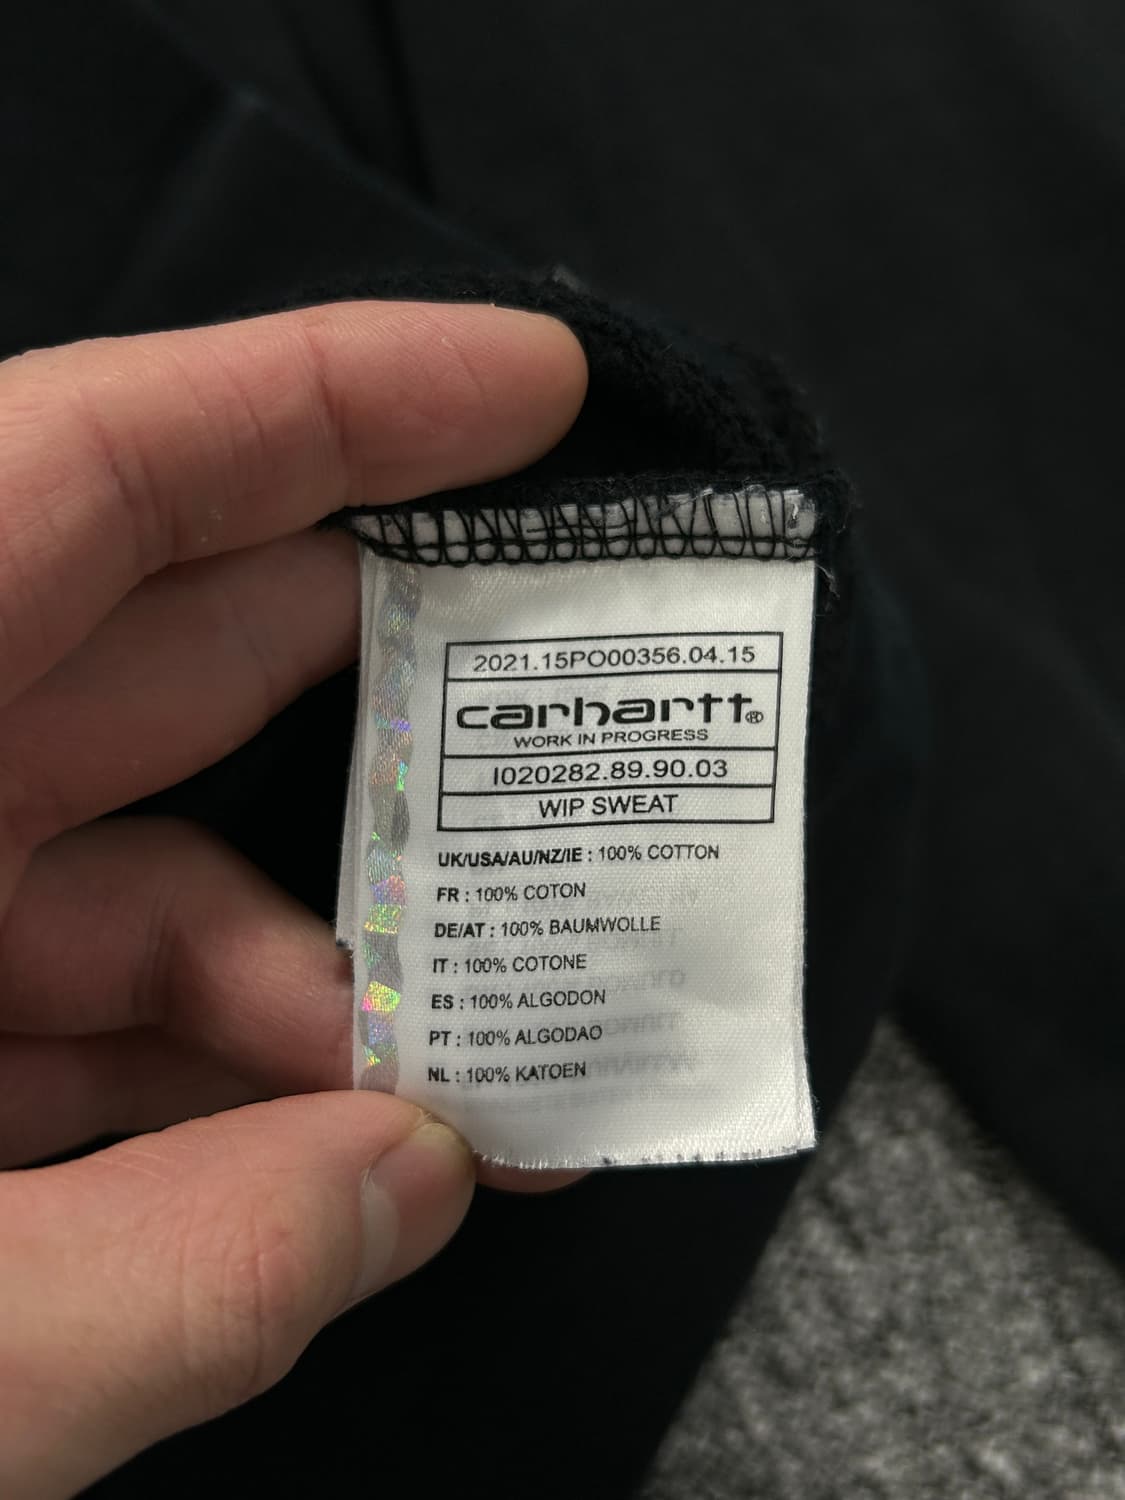 2021.15PO00356.04.15
carhartt®
WORK IN PROGRESS
I020282.89.90.03
WIP SWEAT
UK/USA/AU/NZ/IE : 100% COTTON
FR : 100% COTON
DE/AT : 100% BAUMWOLLE
IT : 100% COTONE
ES : 100% ALGODON
PT : 100% ALGODAO
NL : 100% KATOEN